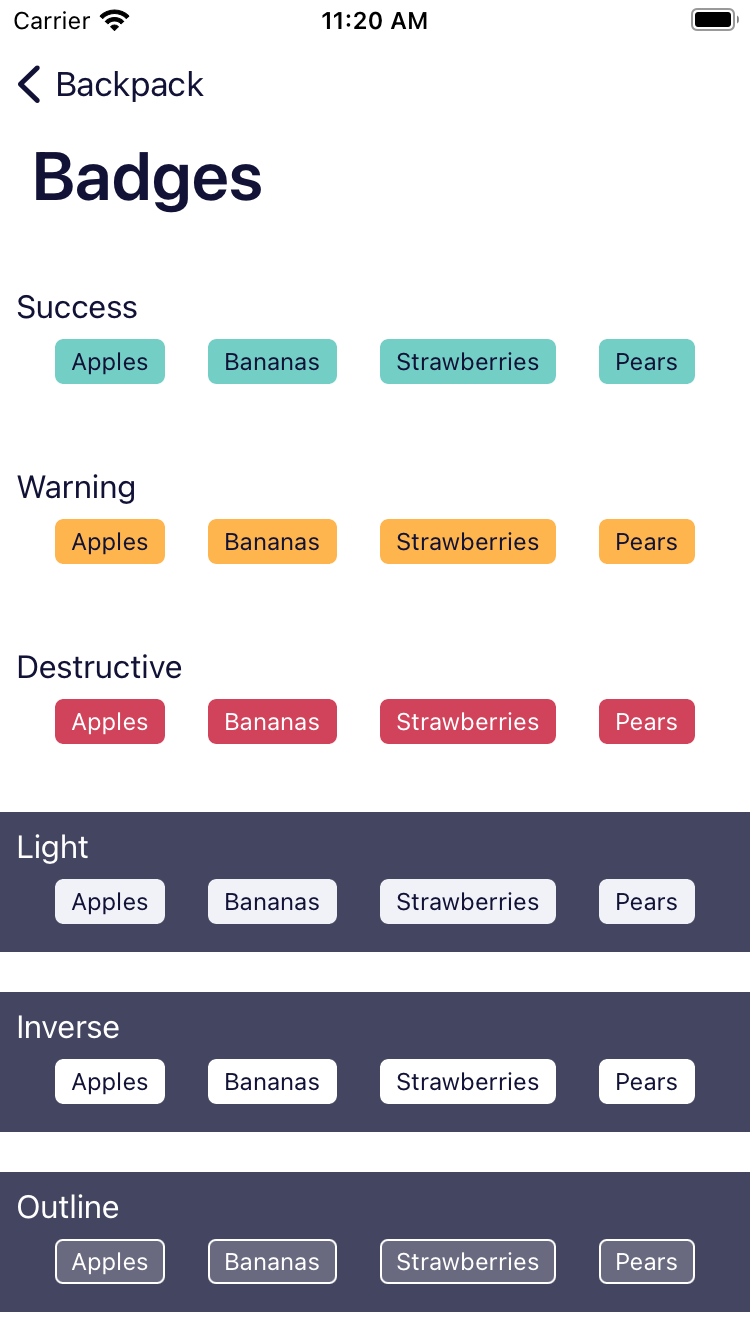 Carrier 11:20 AM
Backpack
Badges
Success
Apples Bananas Strawberries Pears
Warning
Apples Bananas Strawberries Pears
Destructive
Apples Bananas Strawberries Pears
Light
Apples Bananas Strawberries Pears
Inverse
Apples Bananas Strawberries Pears
Outline
Apples Bananas Strawberries Pears